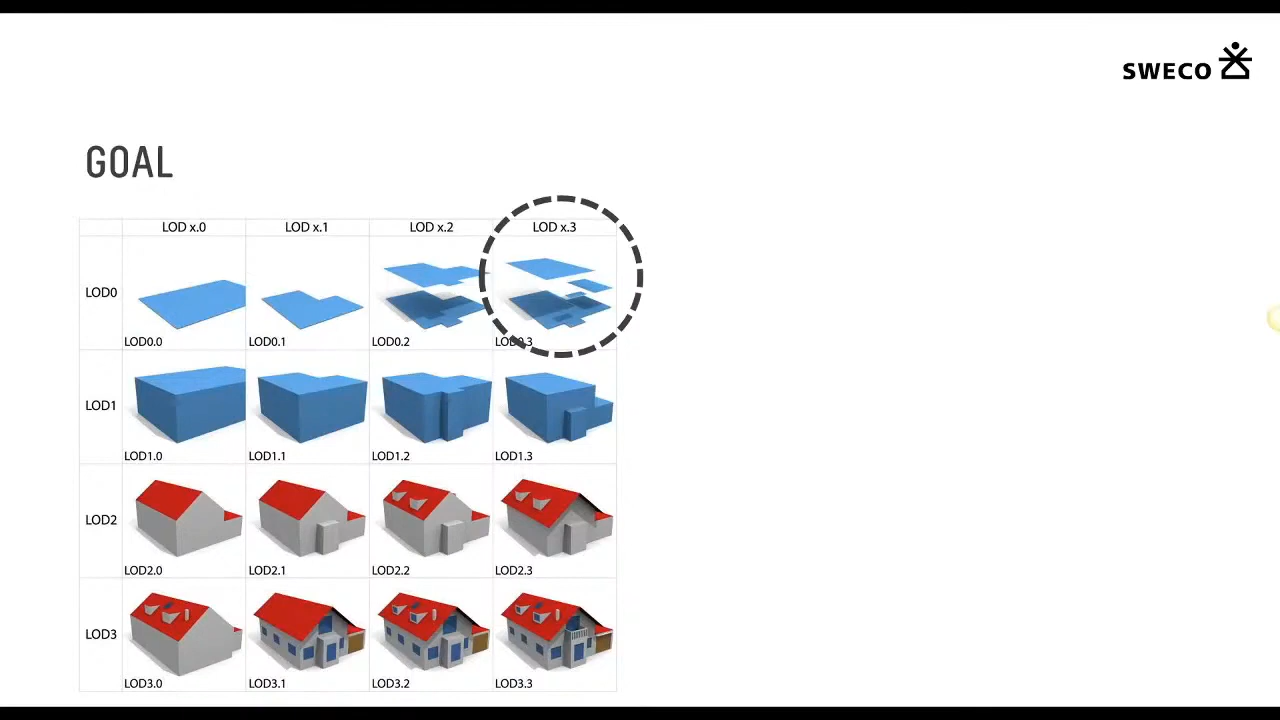 SWECO
GOAL
LOD x.0 LOD x.1 LOD x.2 LOD x.3
LOD0
LOD0.0 LOD0.1 LOD0.2 LOD0.3
LOD1
LOD1.0 LOD1.1 LOD1.2 LOD1.3
LOD2
LOD2.0 LOD2.1 LOD2.2 LOD2.3
LOD3
LOD3.0 LOD3.1 LOD3.2 LOD3.3